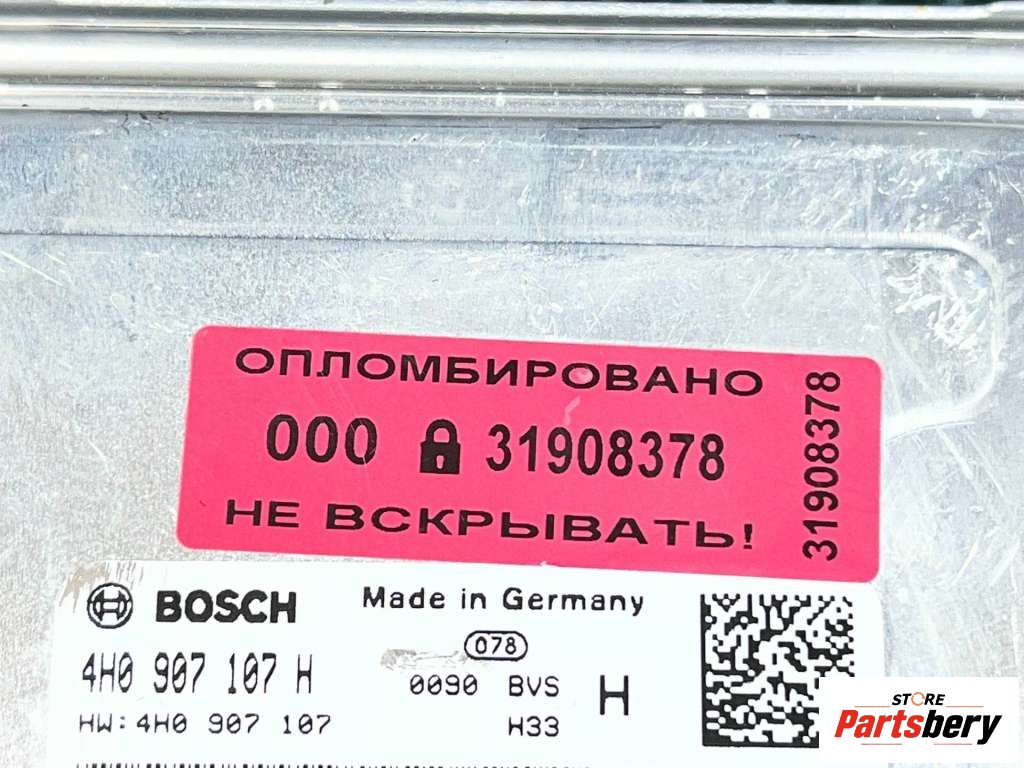 ОПЛОМБИРОВАНО
000 31908378
НЕ ВСКРЫВАТЬ!
31908378
BOSCH
Made in Germany
078
4H0 907 107 H
0090 BVS H
HW:4H0 907 107
H33
STORE
Partsbery